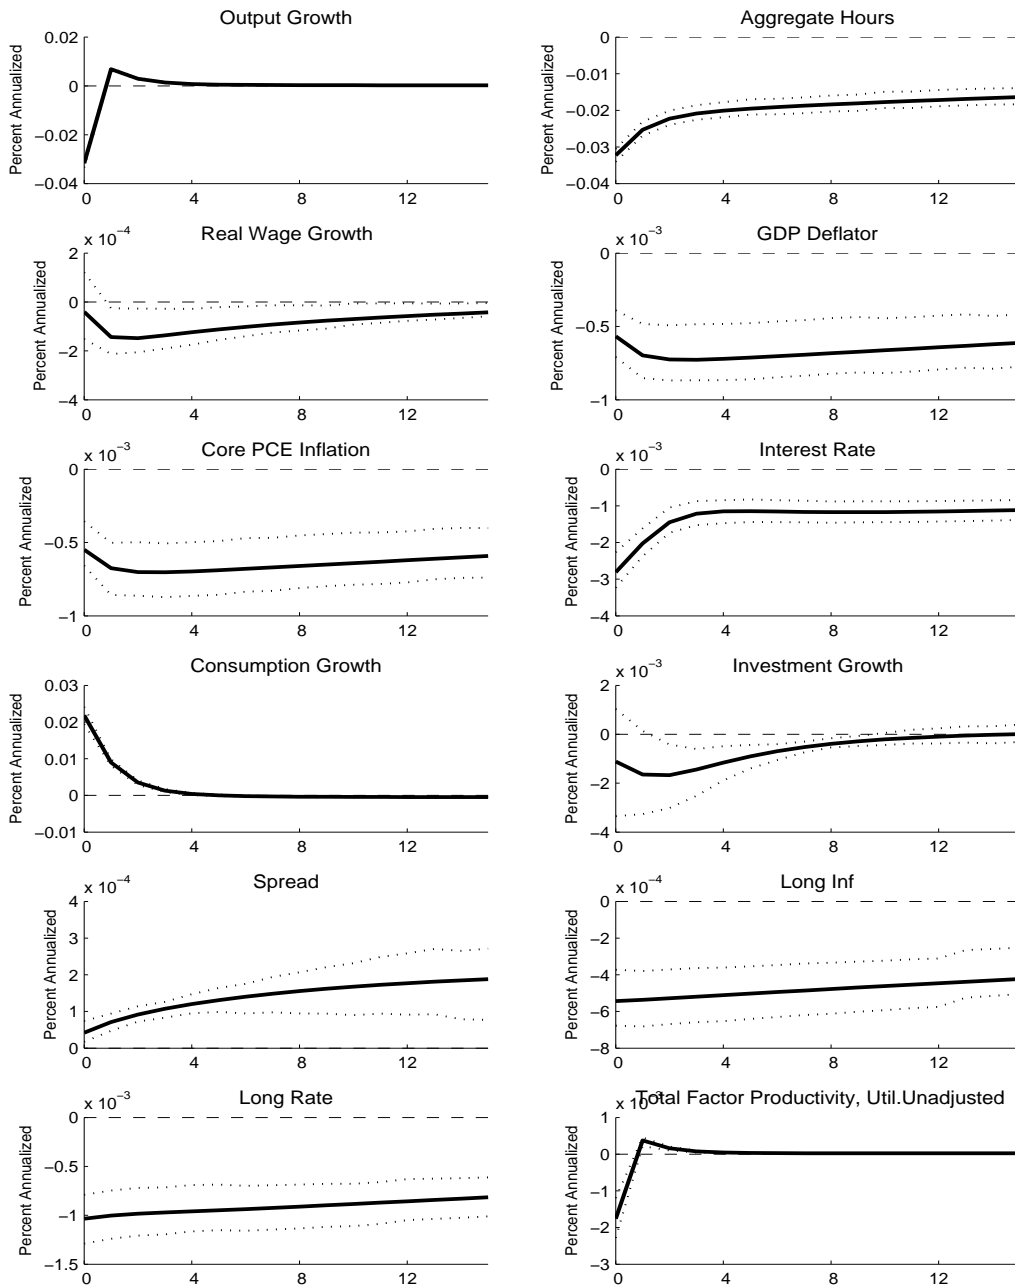 Output Growth
Percent Annualized
0.02
0
−0.02
−0.04
0 4 8 12
Aggregate Hours
Percent Annualized
0
−0.01
−0.02
−0.03
−0.04
0 4 8 12
Real Wage Growth
x 10−4
Percent Annualized
2
0
−2
−4
0 4 8 12
GDP Deflator
x 10−3
Percent Annualized
0
−0.5
−1
0 4 8 12
Core PCE Inflation
x 10−3
Percent Annualized
0
−0.5
−1
0 4 8 12
Interest Rate
x 10−3
Percent Annualized
0
−1
−2
−3
−4
0 4 8 12
Consumption Growth
Percent Annualized
0.03
0.02
0.01
0
−0.01
0 4 8 12
Investment Growth
x 10−3
Percent Annualized
2
0
−2
−4
0 4 8 12
Spread
x 10−4
Percent Annualized
4
2
1
0
0 4 8 12
Long Inf
x 10−4
Percent Annualized
0
−2
−4
−6
−8
0 4 8 12
Long Rate
x 10−3
Percent Annualized
0
−0.5
−1
−1.5
0 4 8 12
Total Factor Productivity, Util.Unadjusted
x 10
Percent Annualized
1
0
−1
−2
−3
0 4 8 12